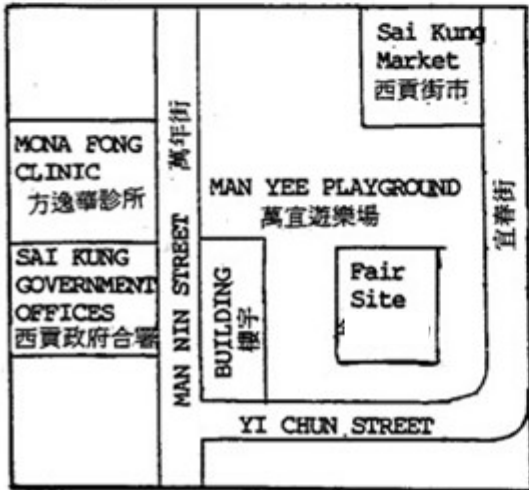 Sai Kung
Market
西貢街市
MONA FONG
CLINIC
方逸華診所
MAN NIN STREET 萬年街
MAN YEE PLAYGROUND
萬宜遊樂場
宜春街
SAI KUNG
GOVERNMENT
OFFICES
西貢政府合署
BUILDING
樓宇
Fair
Site
YI CHUN STREET